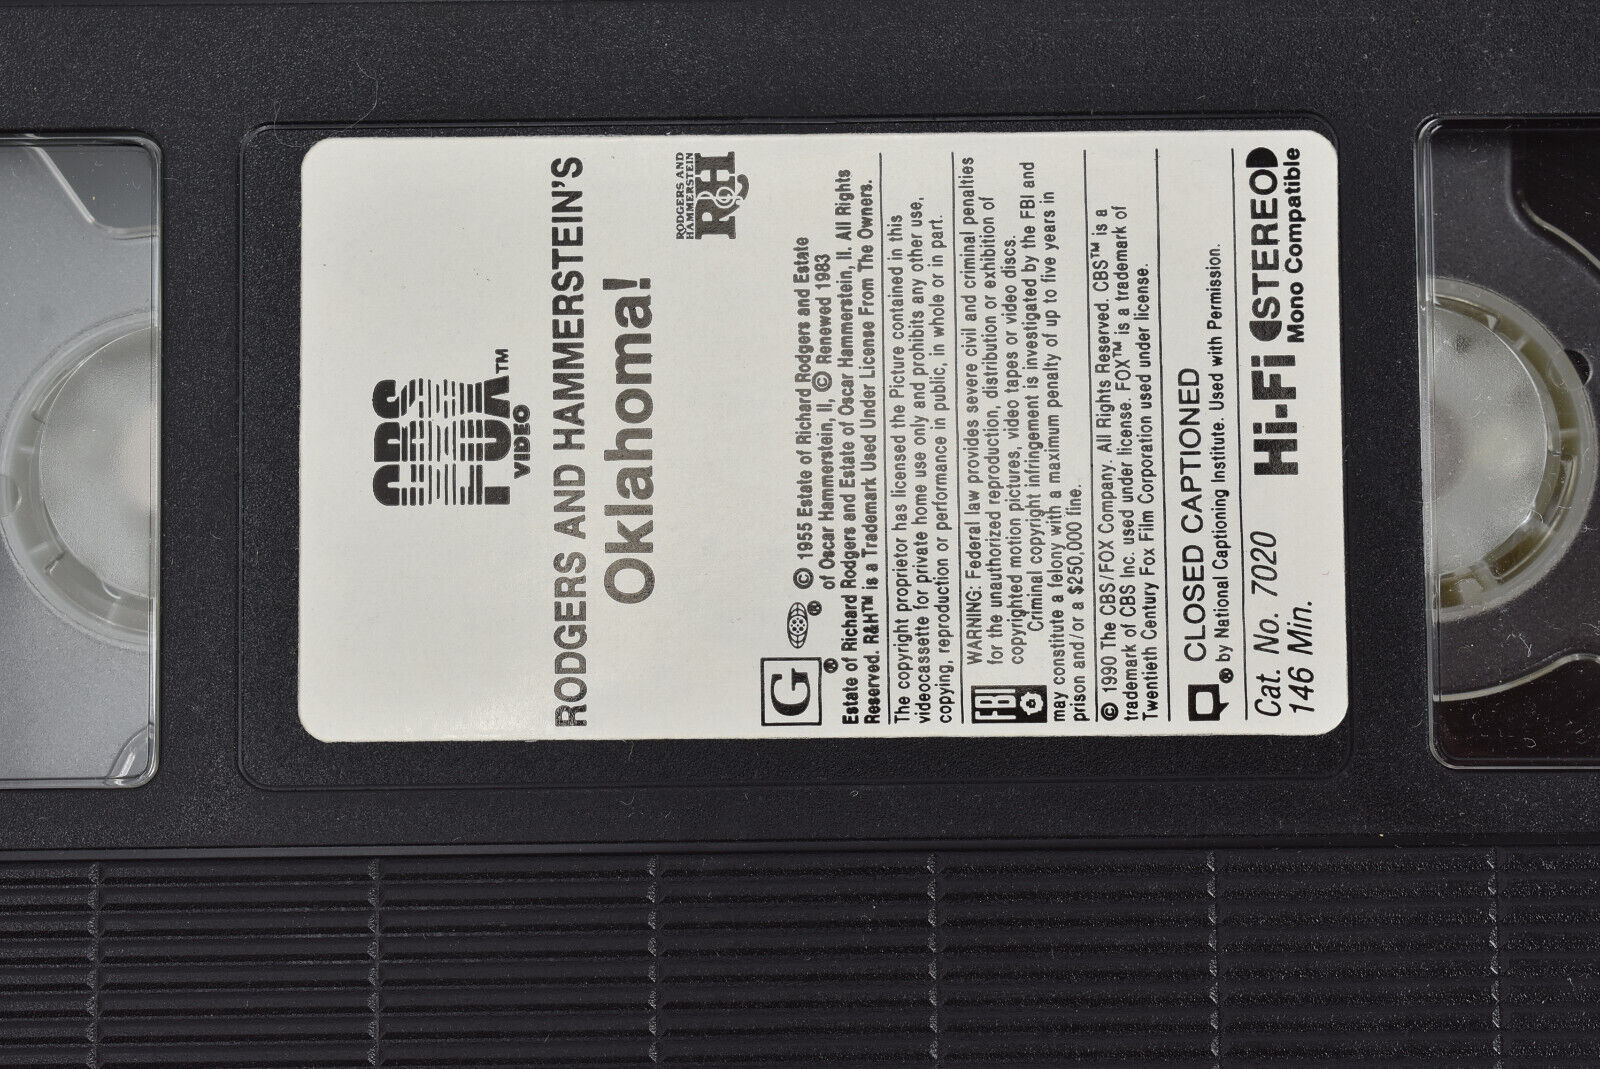 CBS
FOX™
VIDEO
RODGERS AND HAMMERSTEIN'S
Oklahoma!
RODGERS AND
HAMMERSTEIN
R&H
G ® ® © 1955 Estate of Richard Rodgers and Estate
of Oscar Hammerstein, II, © Renewed 1983
Estate of Richard Rodgers and Estate of Oscar Hammerstein, II. All Rights
Reserved. R&H™ is a Trademark Used Under License From The Owners.
The copyright proprietor has licensed the Picture contained in this
videocassette for private home use only and prohibits any other use,
copying, reproduction or performance in public, in whole or in part.
FBI
WARNING: Federal law provides severe civil and criminal penalties
for the unauthorized reproduction, distribution or exhibition of
copyrighted motion pictures, video tapes or video discs.
Criminal copyright infringement is investigated by the FBI and
may constitute a felony with a maximum penalty of up to five years in
prison and/or a $250,000 fine.
© 1990 The CBS/FOX Company. All Rights Reserved. CBS™ is a
trademark of CBS Inc. used under license. FOX™ is a trademark of
Twentieth Century Fox Film Corporation used under license.
CLOSED CAPTIONED
® by National Captioning Institute. Used with Permission.
Cat. No. 7020 Hi-Fi STEREO
146 Min. Mono Compatible